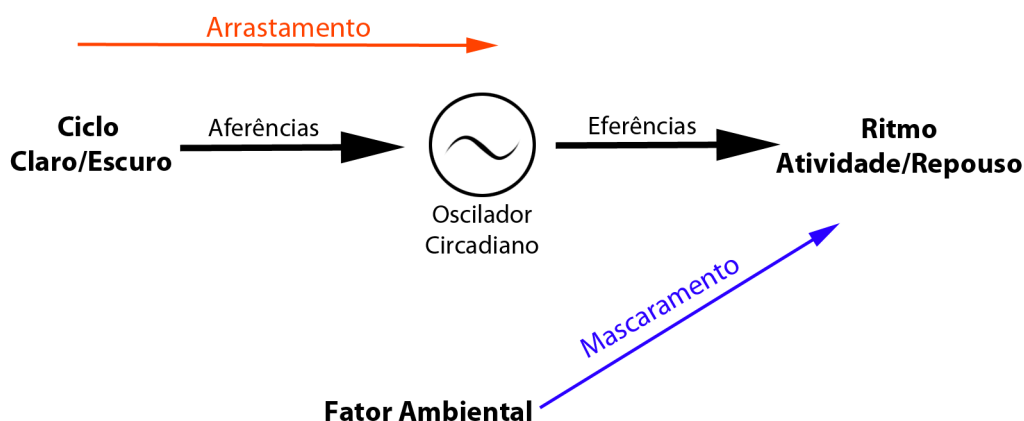 Arrastamento
Ciclo
Claro/Escuro
Aferências
Oscilador
Circadiano
Eferências
Ritmo
Atividade/Repouso
Mascaramento
Fator Ambiental